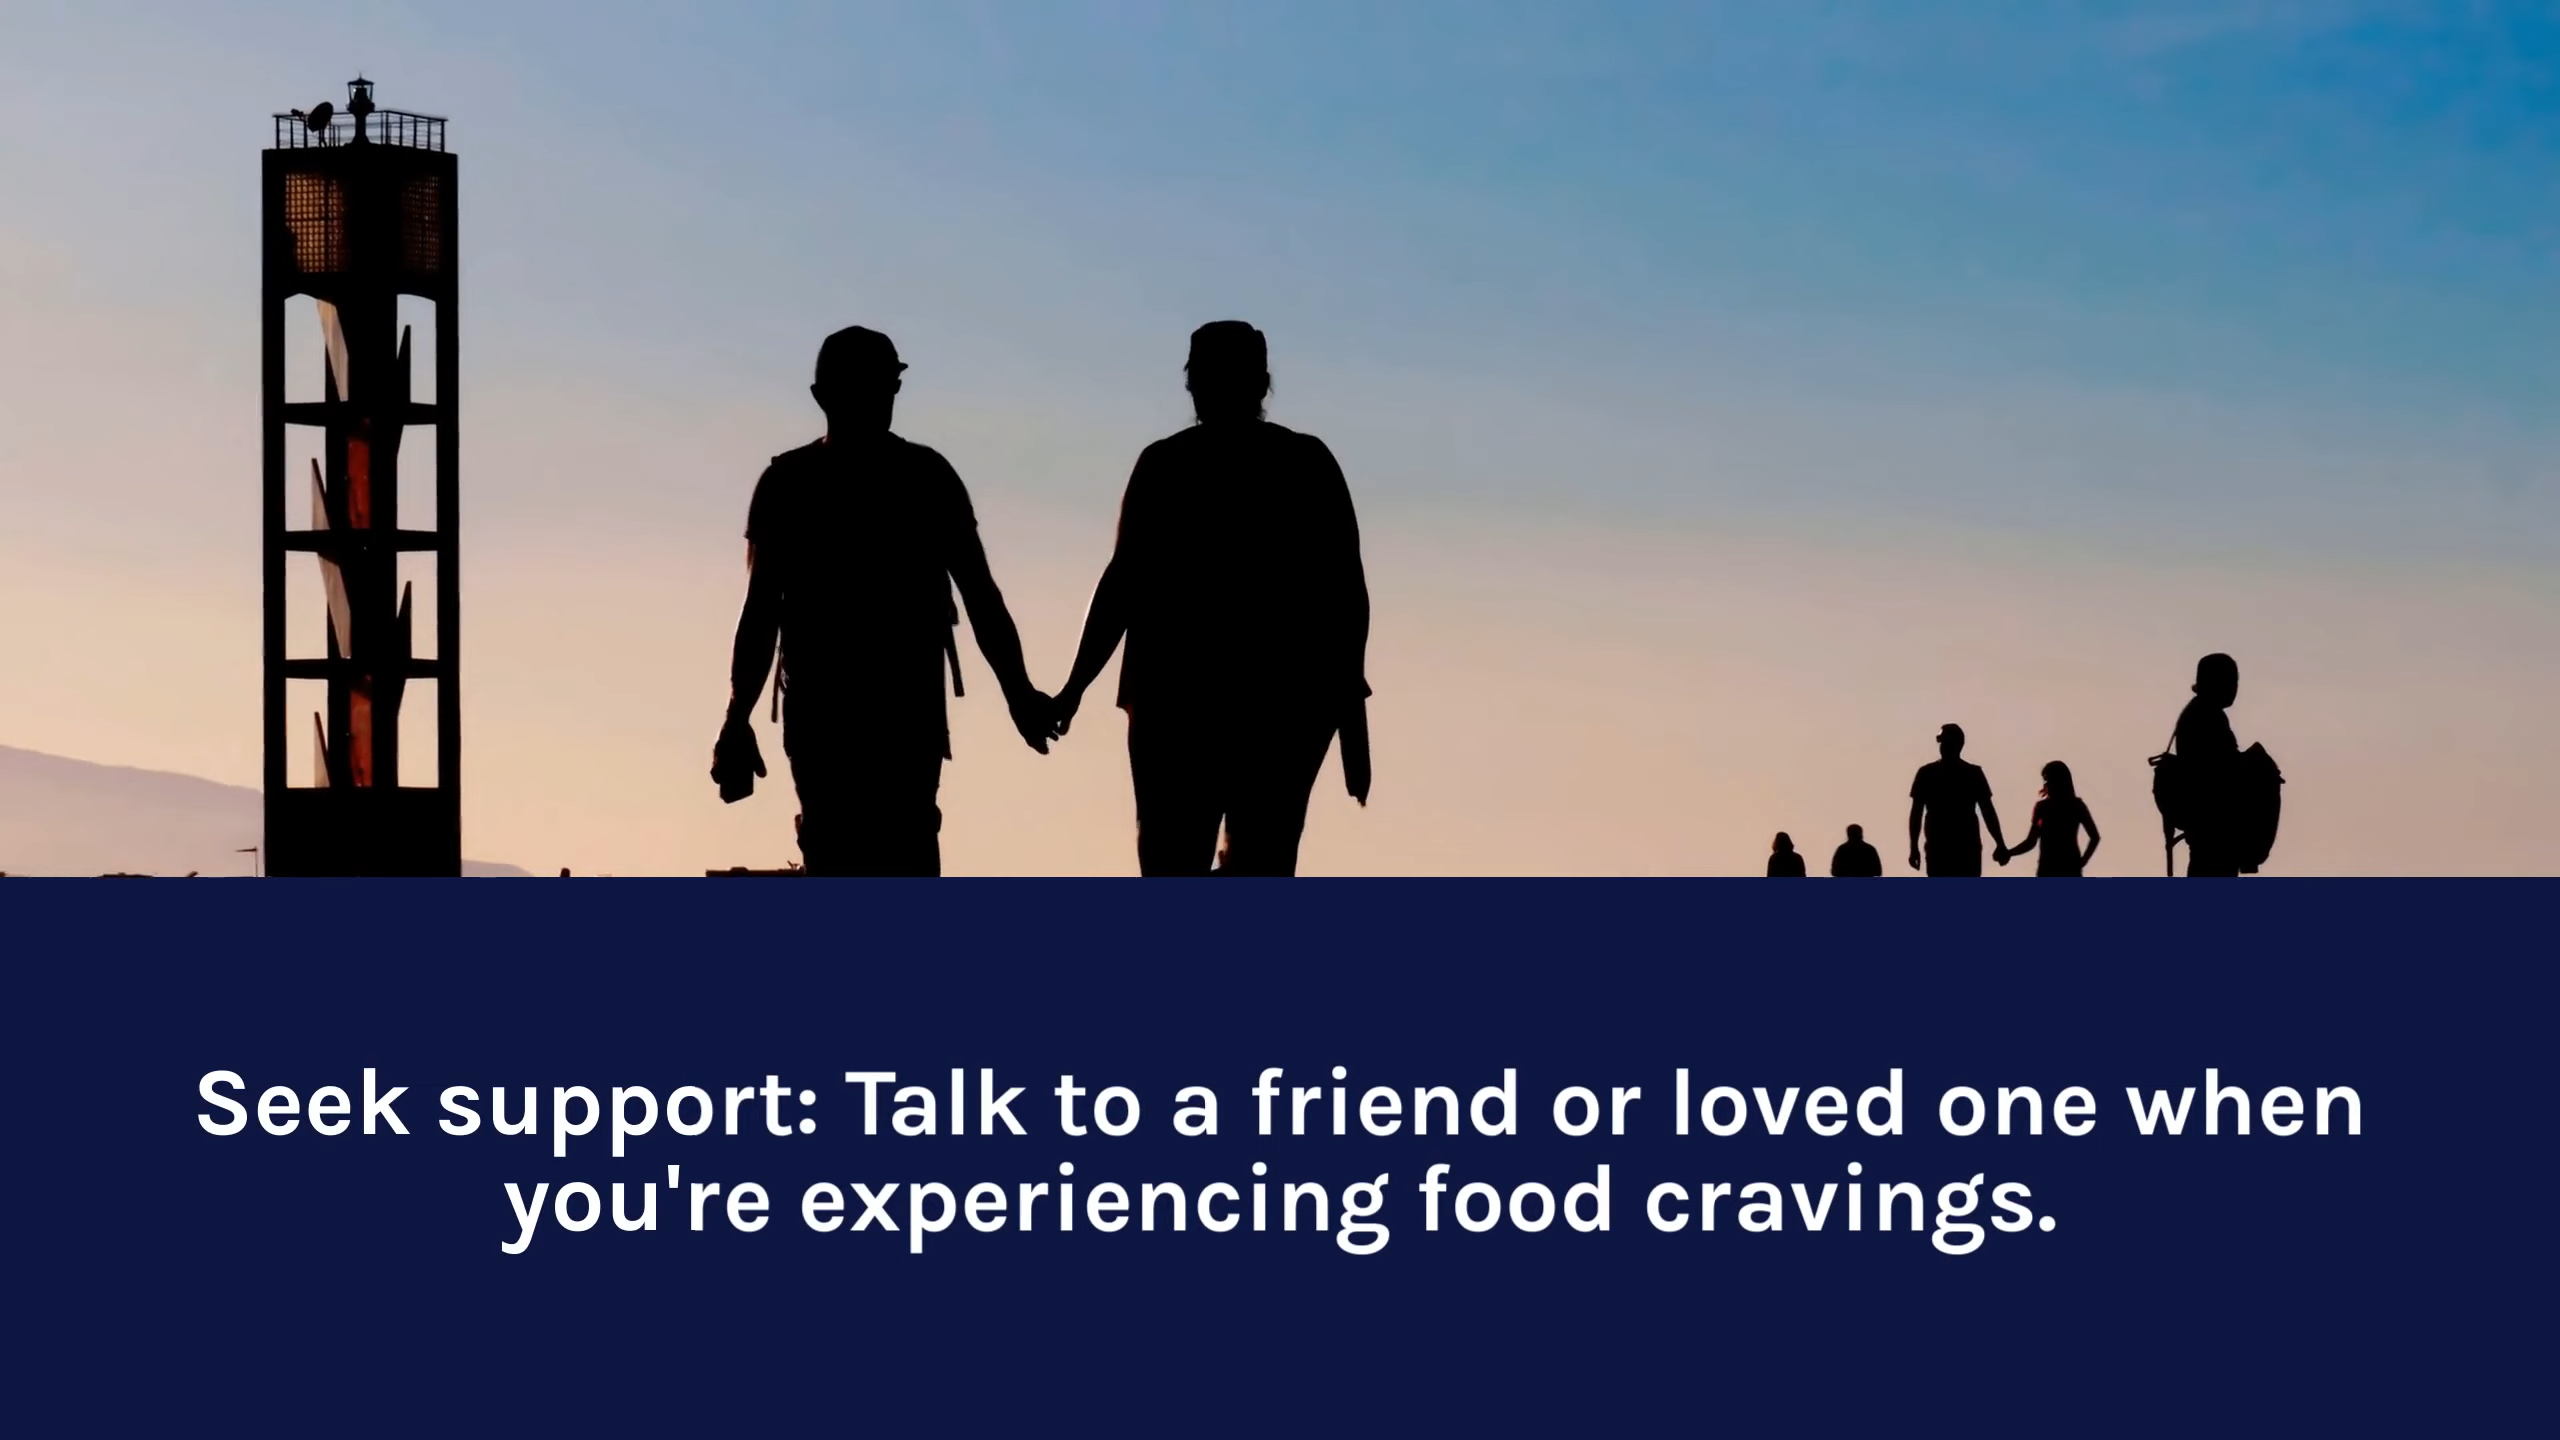 Seek support: Talk to a friend or loved one when
you're experiencing food cravings.